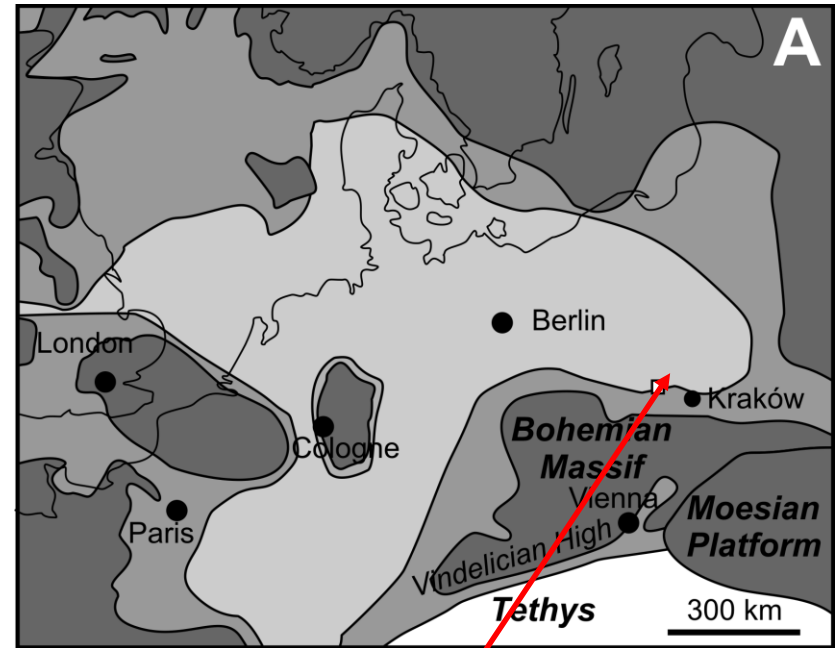 A
Berlin
London
Kraków
Cologne
Bohemian
Massif
Vienna
Paris
Moesian
Platform
Vindelician High
Tethys
300 km